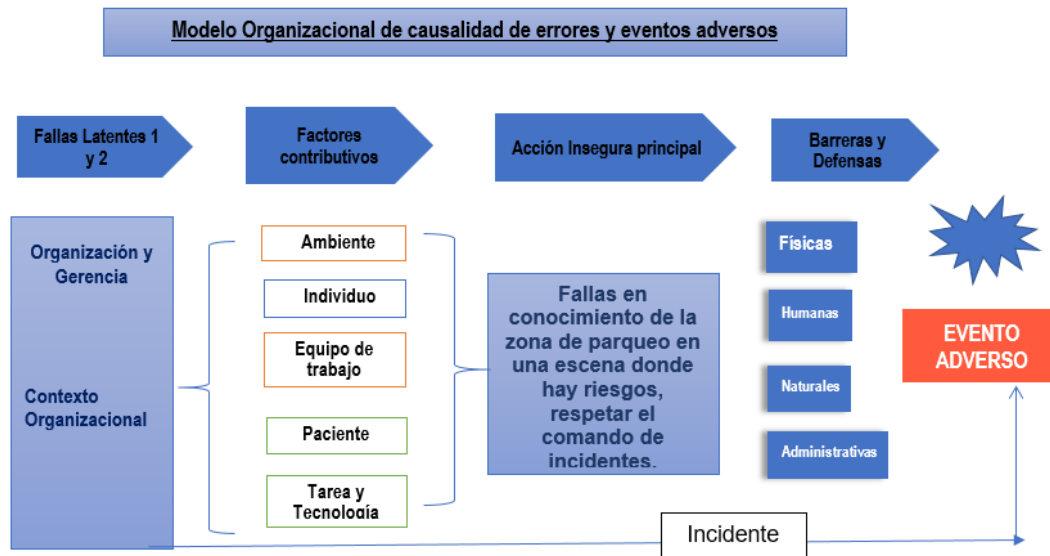 Modelo Organizacional de causalidad de errores y eventos adversos
Fallas Latentes 1
y 2
Factores
contributivos
Acción Insegura principal
Barreras y
Defensas
Organización y
Gerencia
Contexto
Organizacional
Ambiente
Individuo
Equipo de
trabajo
Paciente
Tarea y
Tecnología
Fallas en
conocimiento de la
zona de parqueo en
una escena donde
hay riesgos,
respetar el
comando de
incidentes.
Físicas
Humanas
Naturales
Administrativas
EVENTO
ADVERSO
Incidente